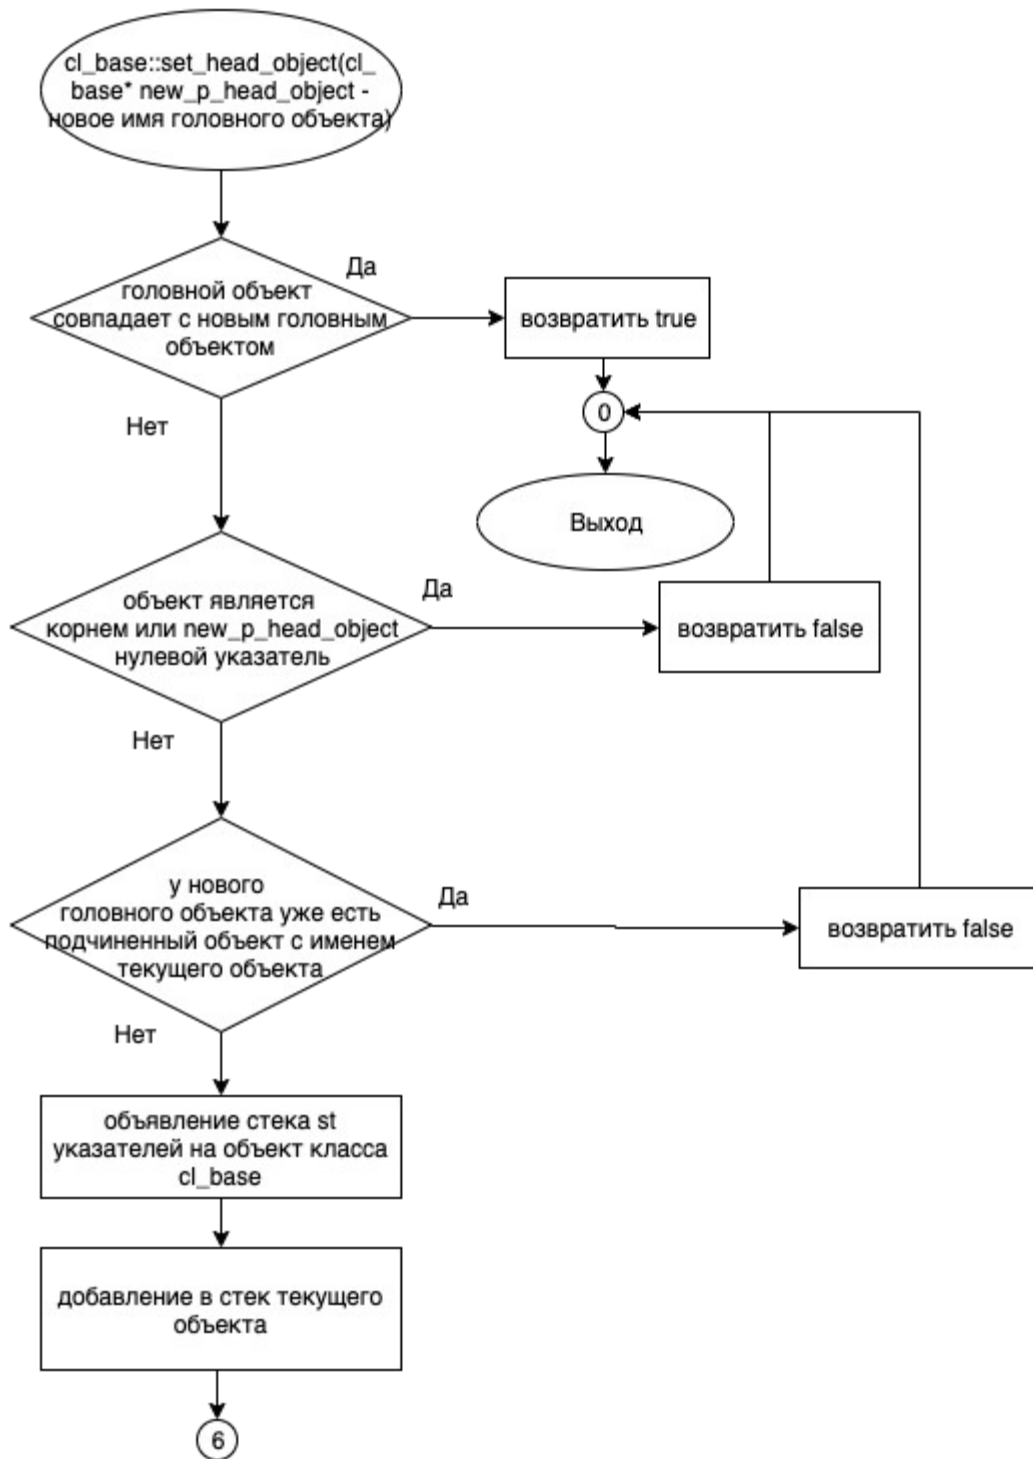 cl_base::set_head_object(cl_
base* new_p_head_object -
новое имя головного объекта)
Да
головной объект
совпадает с новым головным
объектом
возвратить true
Нет
0
Выход
Да
объект является
корнем или new_p_head_object
нулевой указатель
возвратить false
Нет
Да
у нового
головного объекта уже есть
подчиненный объект с именем
текущего объекта
возвратить false
Нет
объявление стека st
указателей на объект класса
cl_base
добавление в стек текущего
объекта
6